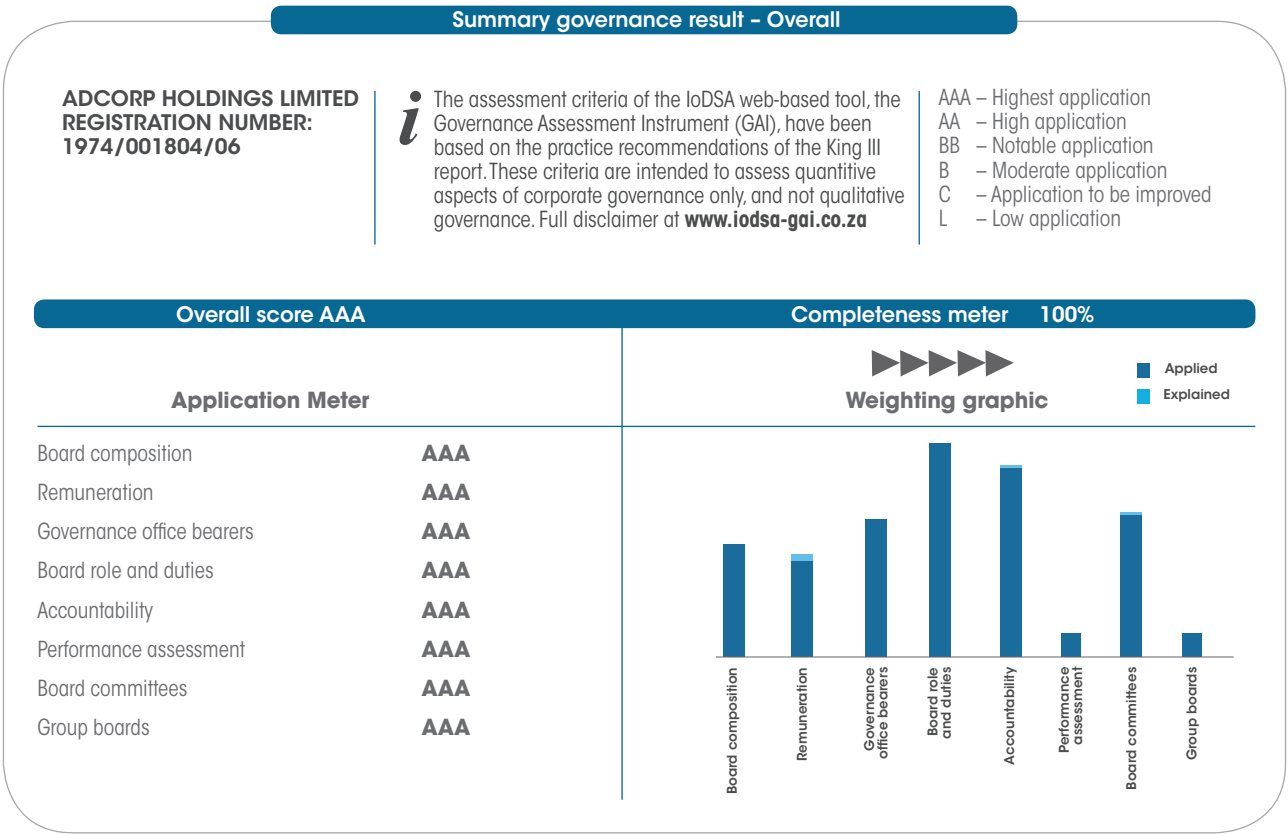 Summary governance result – Overall
ADCORP HOLDINGS LIMITED
REGISTRATION NUMBER:
1974/001804/06
i
The assessment criteria of the IoDSA web-based tool, the
Governance Assessment Instrument (GAI), have been
based on the practice recommendations of the King III
report. These criteria are intended to assess quantitive
aspects of corporate governance only, and not qualitative
governance. Full disclaimer at www.iodsa-gai.co.za
AAA – Highest application
AA – High application
BB – Notable application
B – Moderate application
C – Application to be improved
L – Low application
Overall score AAA
Completeness meter 100%
Application Meter
Weighting graphic
Applied
Explained
Board composition AAA
Remuneration AAA
Governance office bearers AAA
Board role and duties AAA
Accountability AAA
Performance assessment AAA
Board committees AAA
Group boards AAA
Board composition
Remuneration
Governance
office bearers
Board role
and duties
Accountability
Performance
assessment
Board committees
Group boards